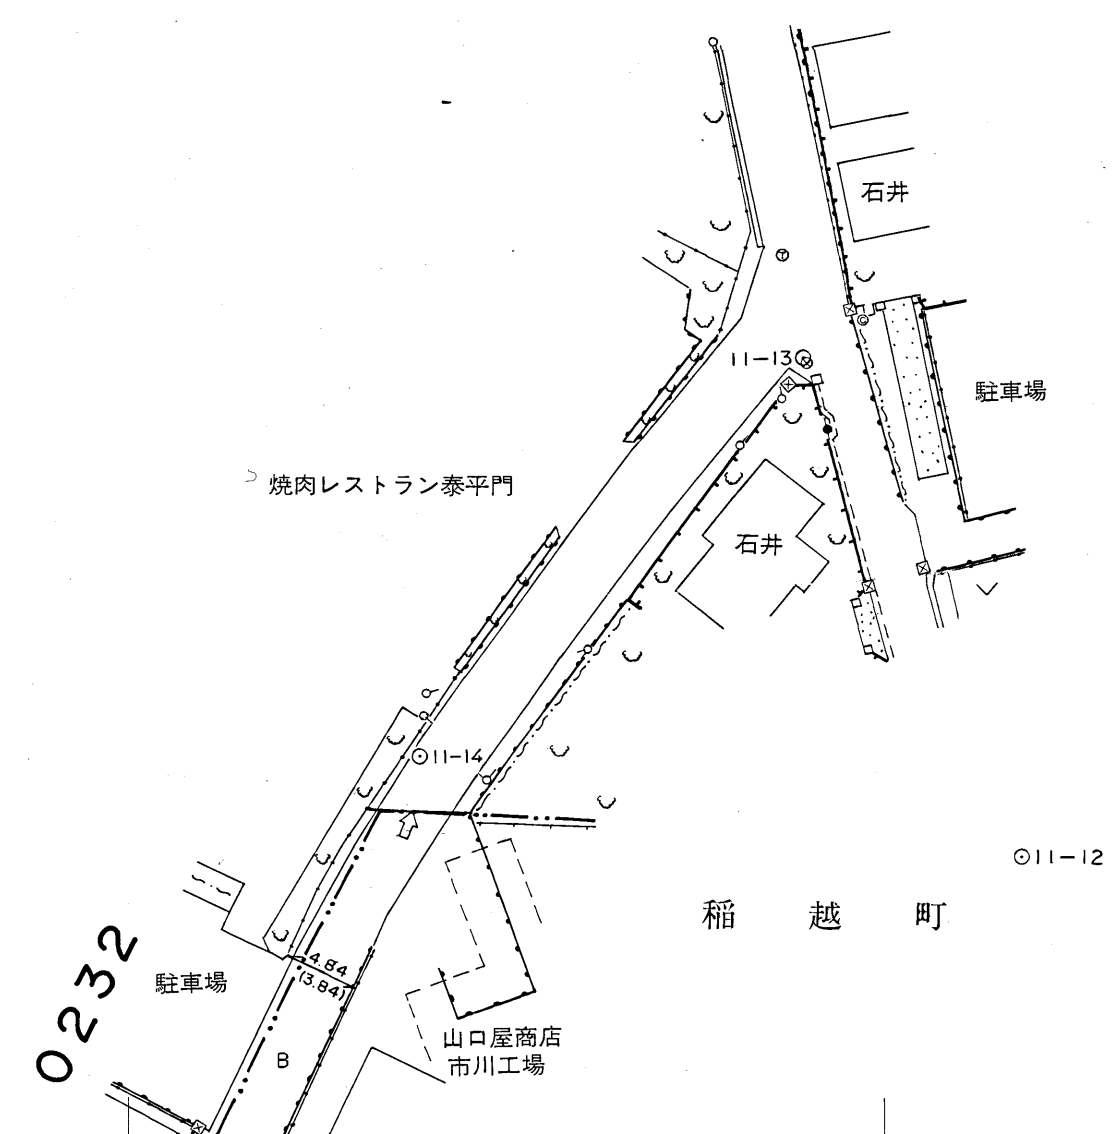 石井
11-13
駐車場
焼肉レストラン泰平門
石井
11-14
11-12
稲越町
0232
4.84
(3.84)
駐車場
山口屋商店
市川工場
B